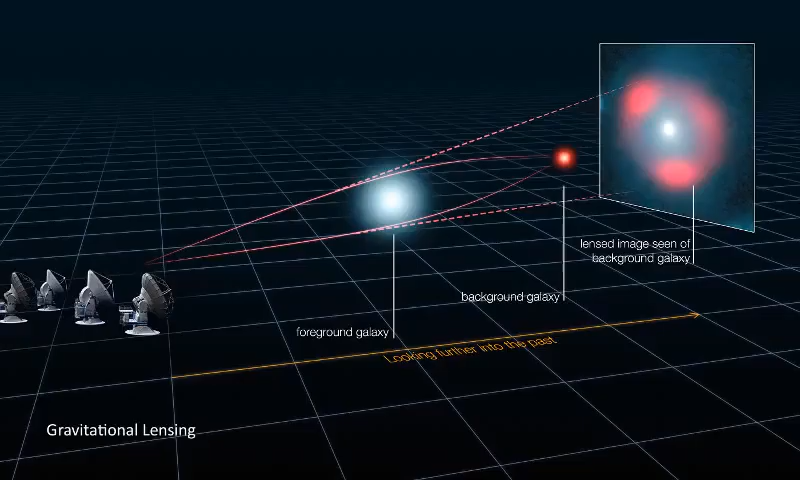 lensed image seen of
background galaxy
background galaxy
foreground galaxy
Looking further into the past
Gravitational Lensing